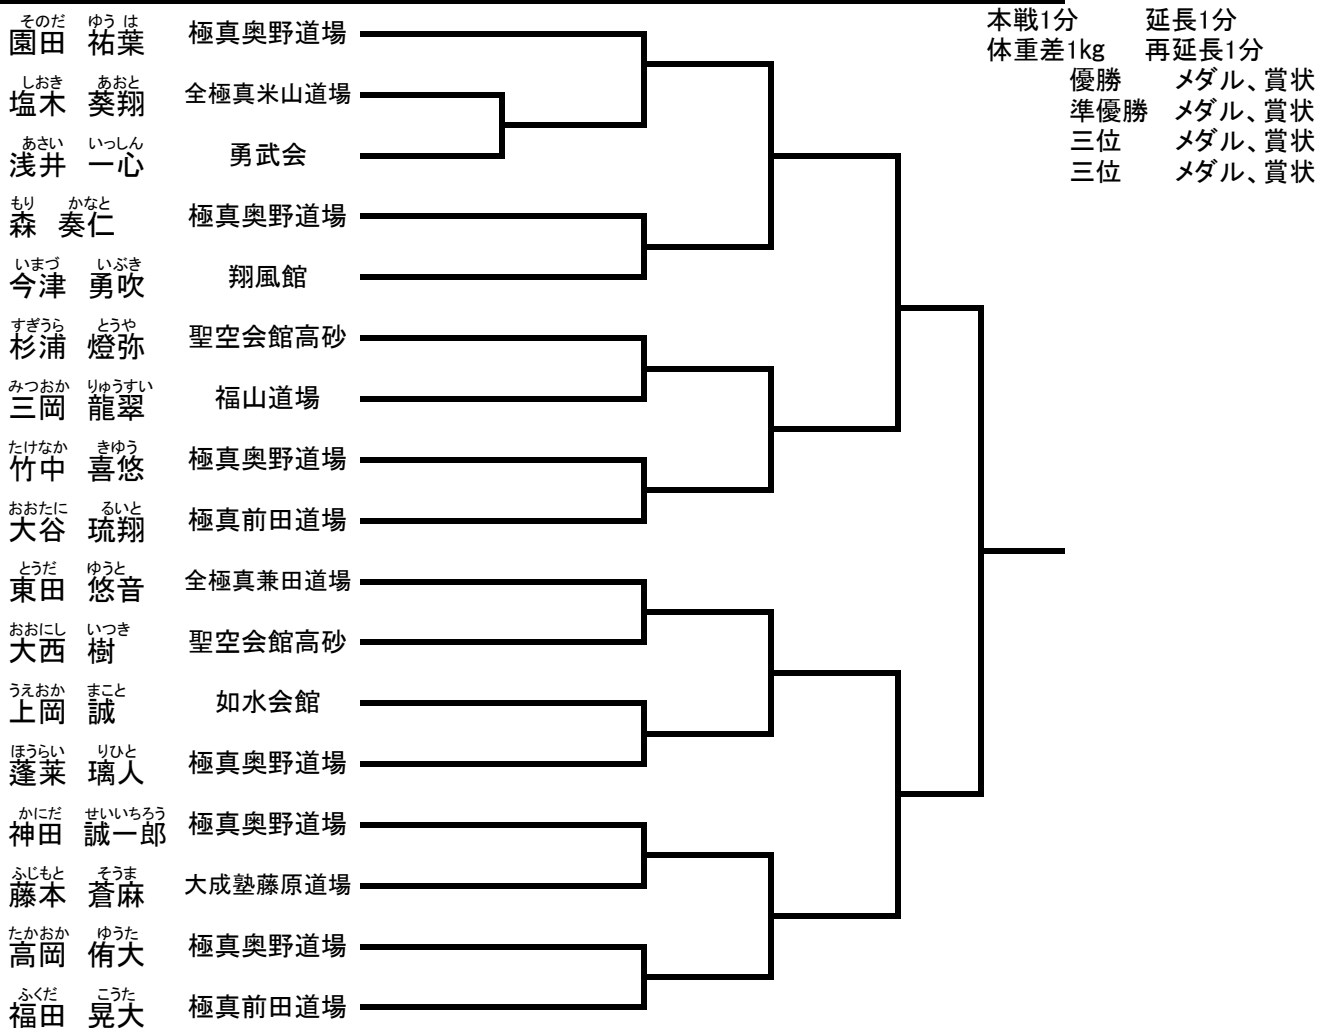 本戦1分　延長1分
体重差1kg　再延長1分
優勝　メダル、賞状
準優勝　メダル、賞状
三位　メダル、賞状
三位　メダル、賞状
そのだ　ゆう は
園田　祐葉　極真奥野道場
しおき　あおと
塩木　葵翔　全極真米山道場
あさい　いっしん
浅井　一心　勇武会
もり　かなと
森　奏仁　極真奥野道場
いまづ　いぶき
今津　勇吹　翔風館
すぎうら　とうや
杉浦　燈弥　聖空会館高砂
みつおか　りゅうすい
三岡　龍翠　福山道場
たけなか　きゆう
竹中　喜悠　極真奥野道場
おおたに　るいと
大谷　琉翔　極真前田道場
とうだ　ゆうと
東田　悠音　全極真兼田道場
おおにし　いつき
大西　樹　聖空会館高砂
うえおか　まこと
上岡　誠　如水会館
ほうらい　りひと
蓬莱　璃人　極真奥野道場
かにだ　せいいちろう
神田　誠一郎　極真奥野道場
ふじもと　そうま
藤本　蒼麻　大成塾藤原道場
たかおか　ゆうた
高岡　侑大　極真奥野道場
ふくだ　こうた
福田　晃大　極真前田道場